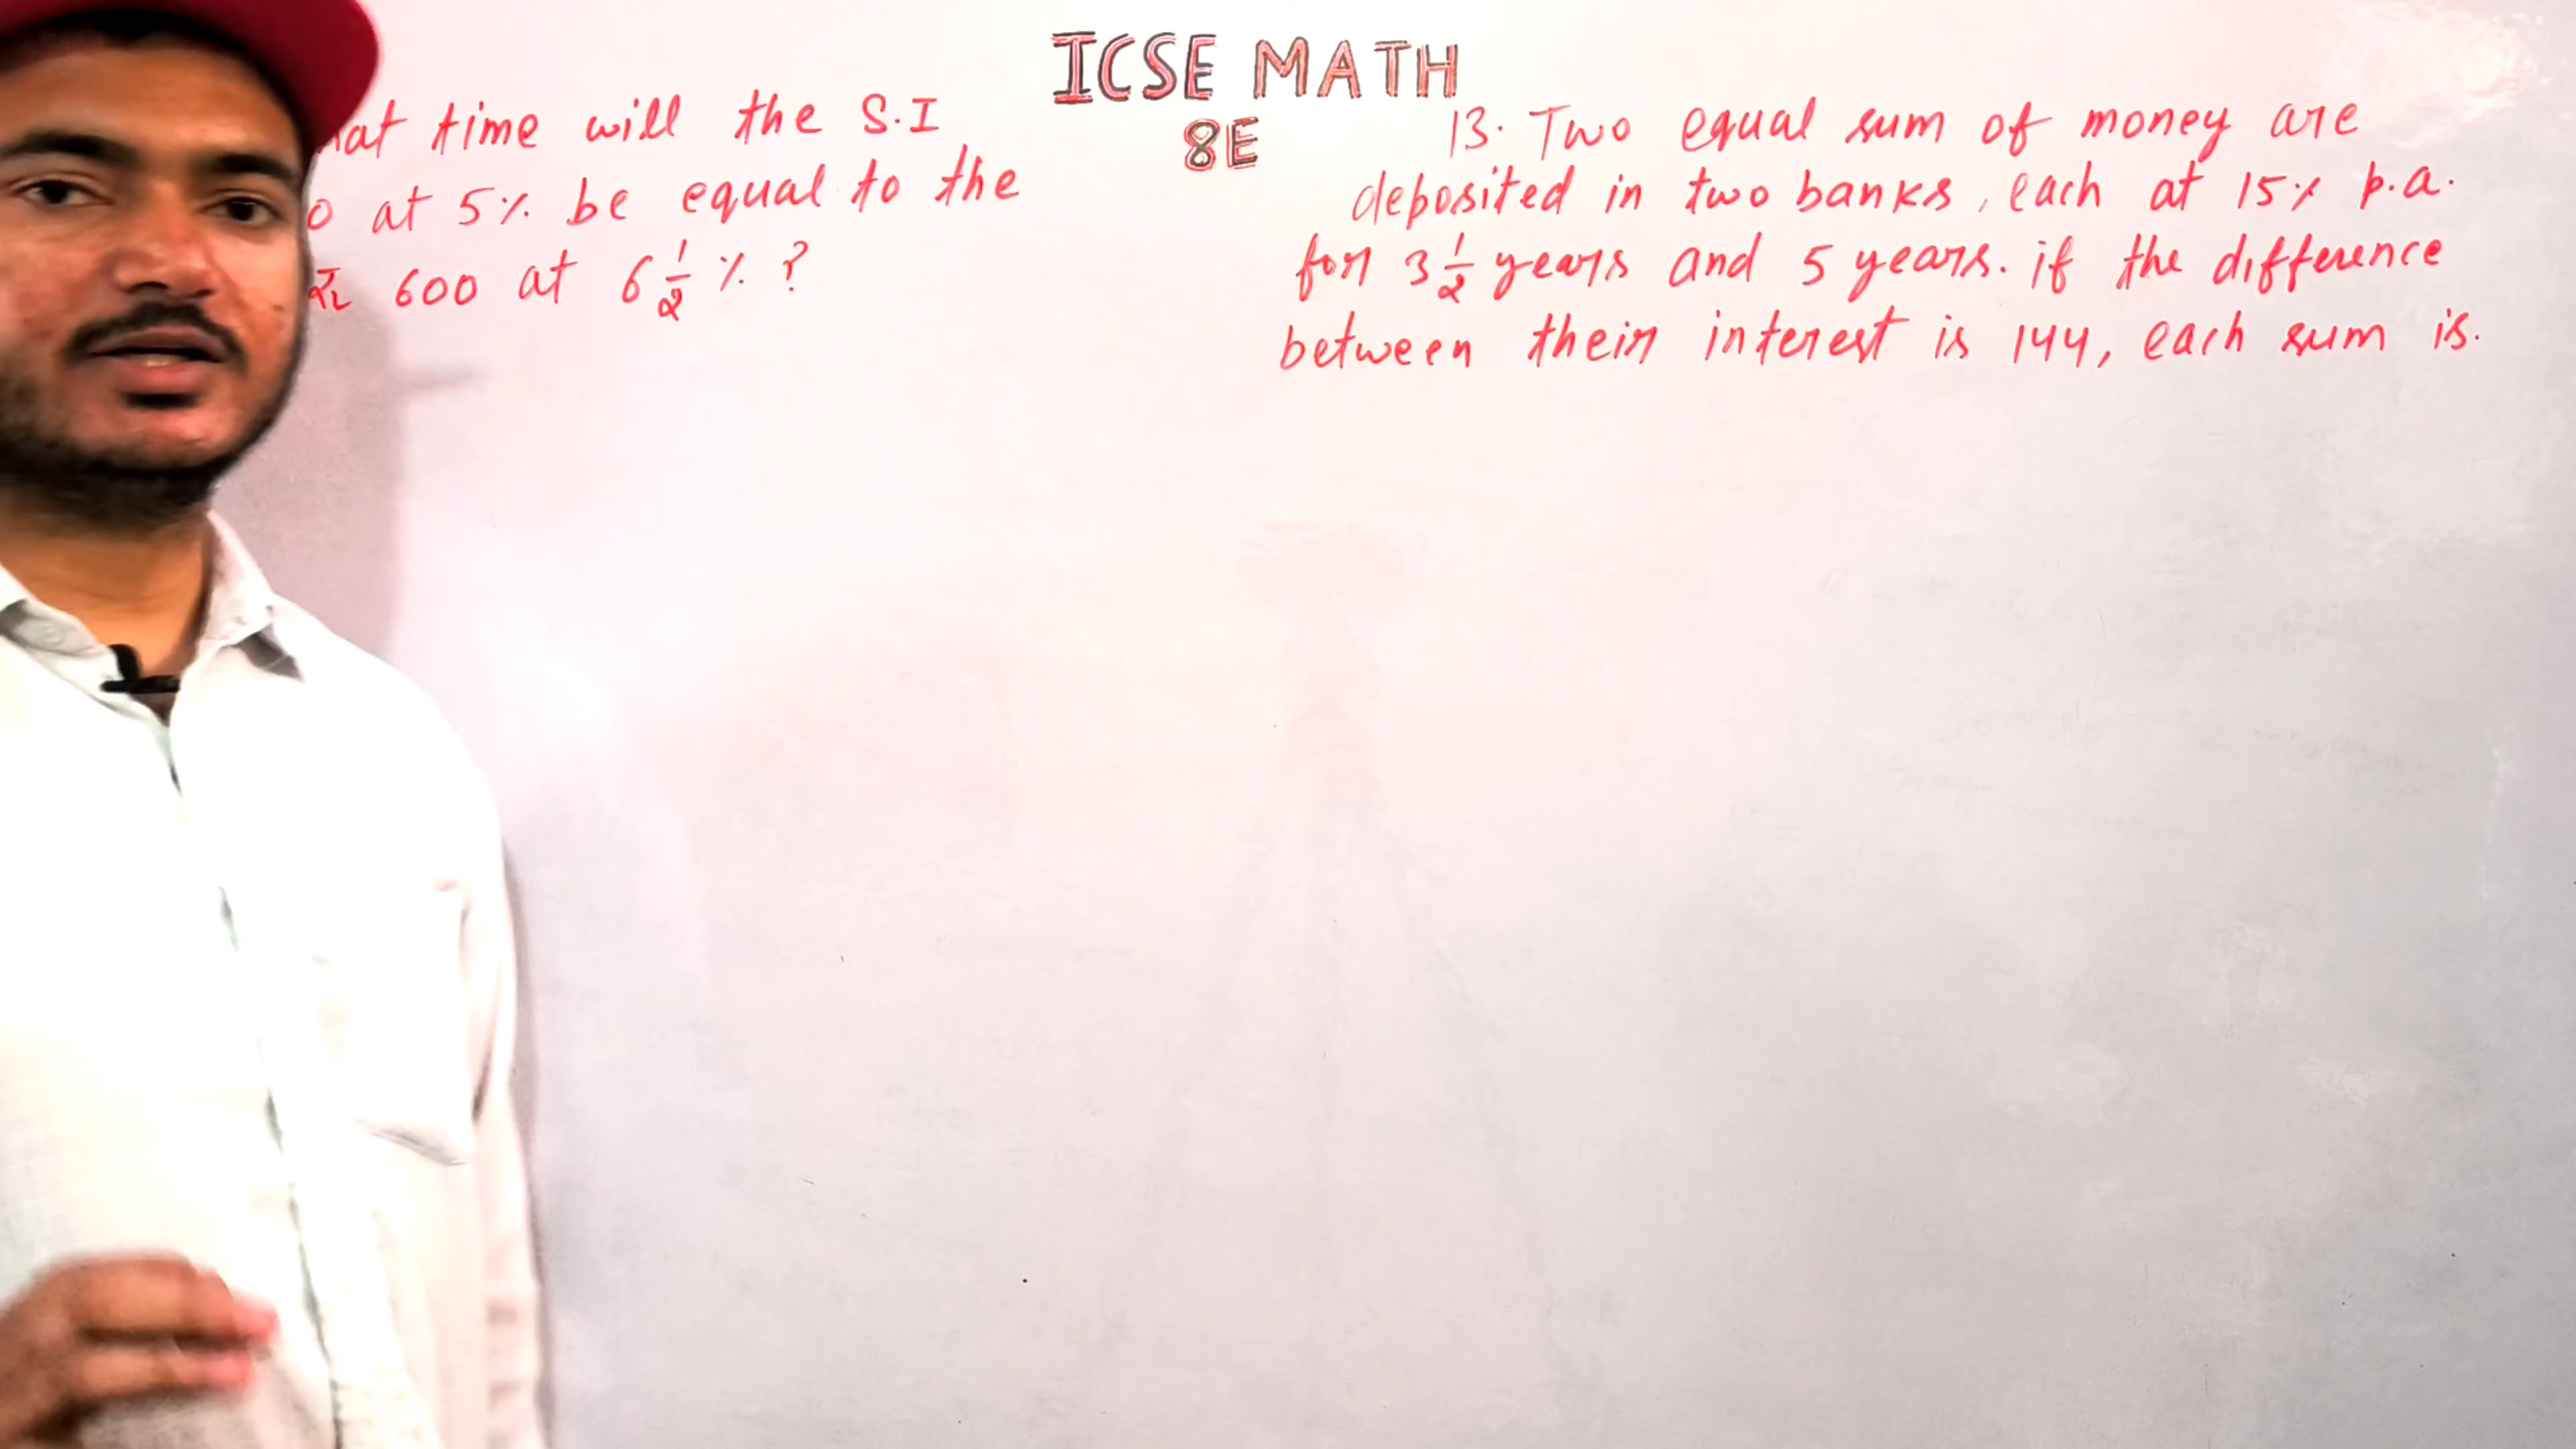 ICSE MATH
8E
time will the S.I
at 5% be equal to the
600 at 6 1/2 % ?
13. Two equal sum of money are
deposited in two banks, each at 15% p.a.
for 3 1/2 years and 5 years. if the difference
between their interest is 144, each sum is.